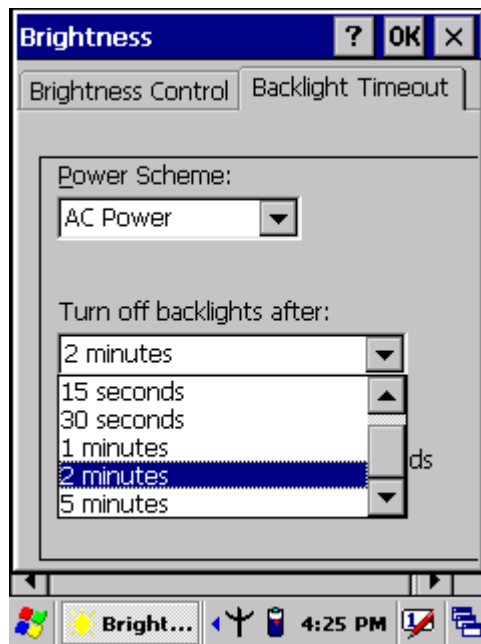 Brightness ? OK ×
Brightness Control Backlight Timeout
Power Scheme:
AC Power
Turn off backlights after:
2 minutes
15 seconds
30 seconds
1 minutes
2 minutes
5 minutes
ds
Bright... 4:25 PM